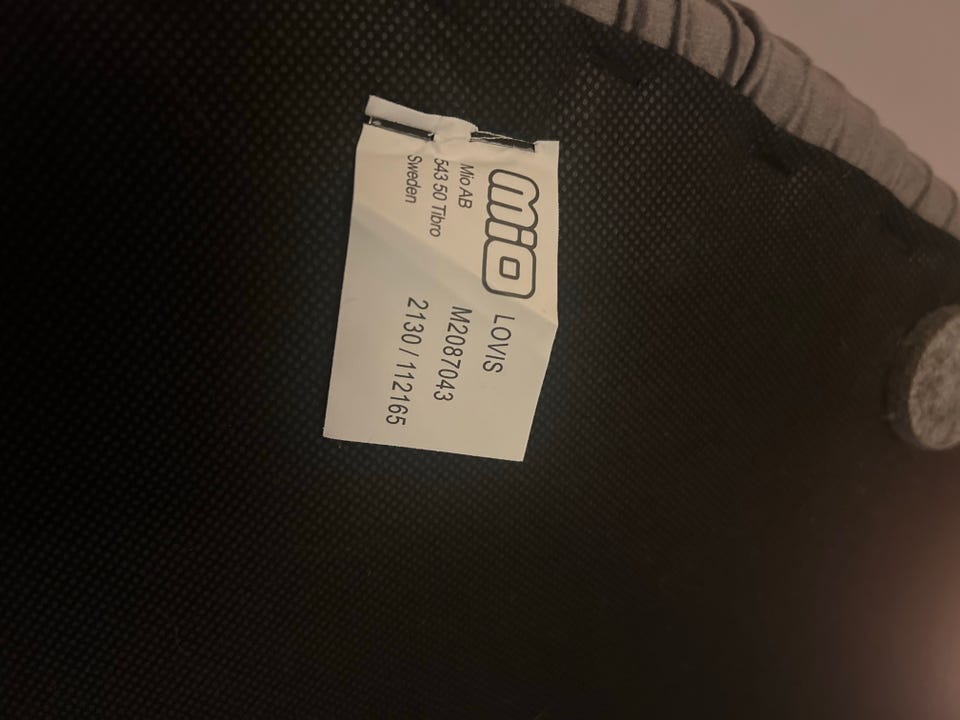 mio
Mio AB
543 50 Tibro
Sweden
LOVIS
M2087043
2130 / 112165